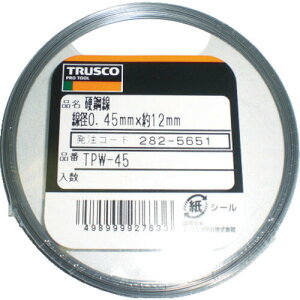 TRUSCO
PRO TOOL
品名 硬鋼線
線径0.45mm×約12mm
発注コード 282-5651
品番 TPW-45
入数
紙 シール